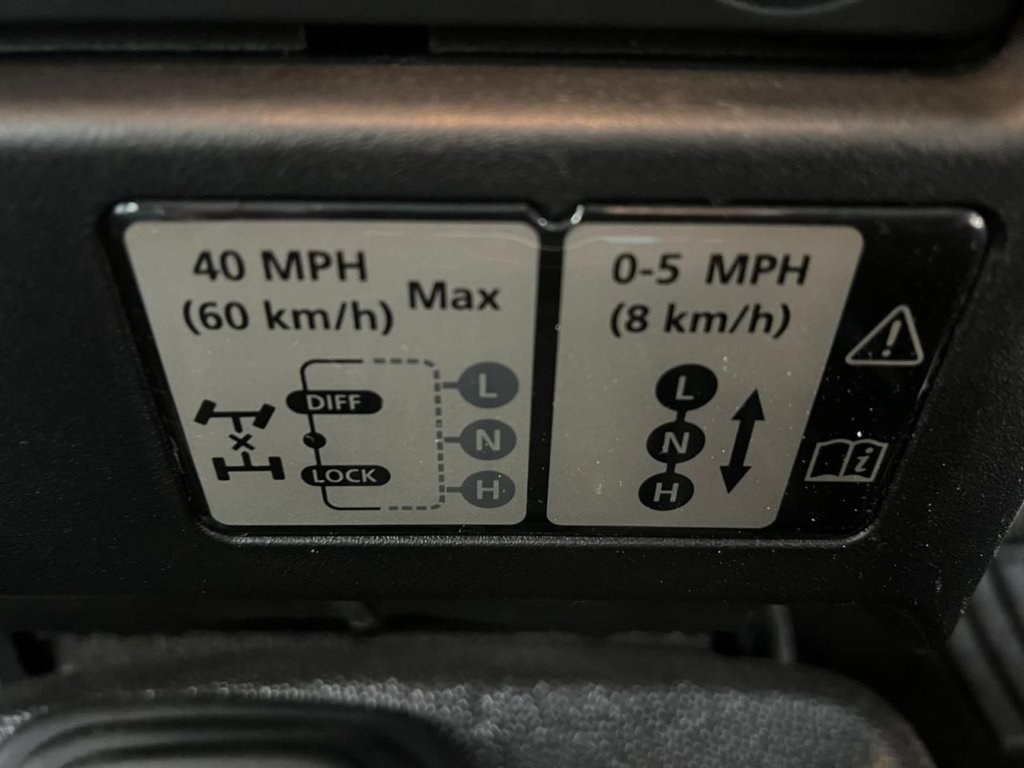 40 MPH
(60 km/h)
Max
DIFF
LOCK
L
N
H
0-5 MPH
(8 km/h)
L
N
H
!
i